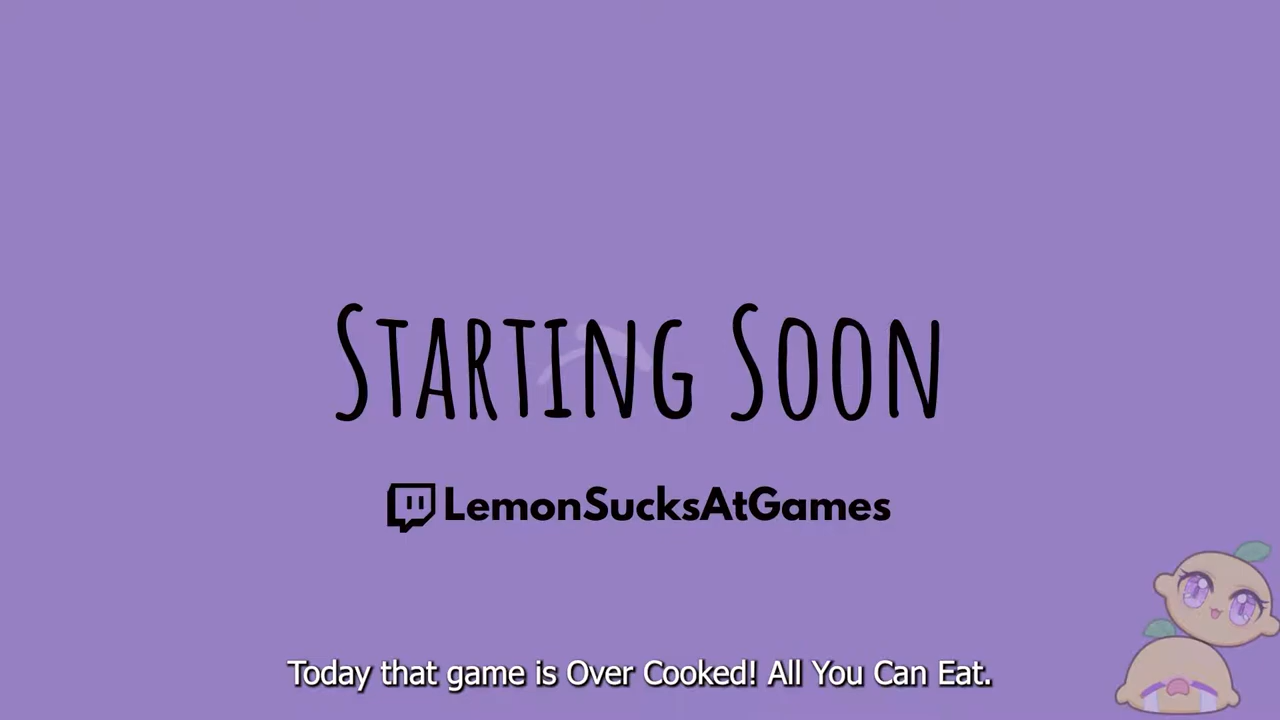 Starting Soon
LemonSucksAtGames
Today that game is Over Cooked! All You Can Eat.